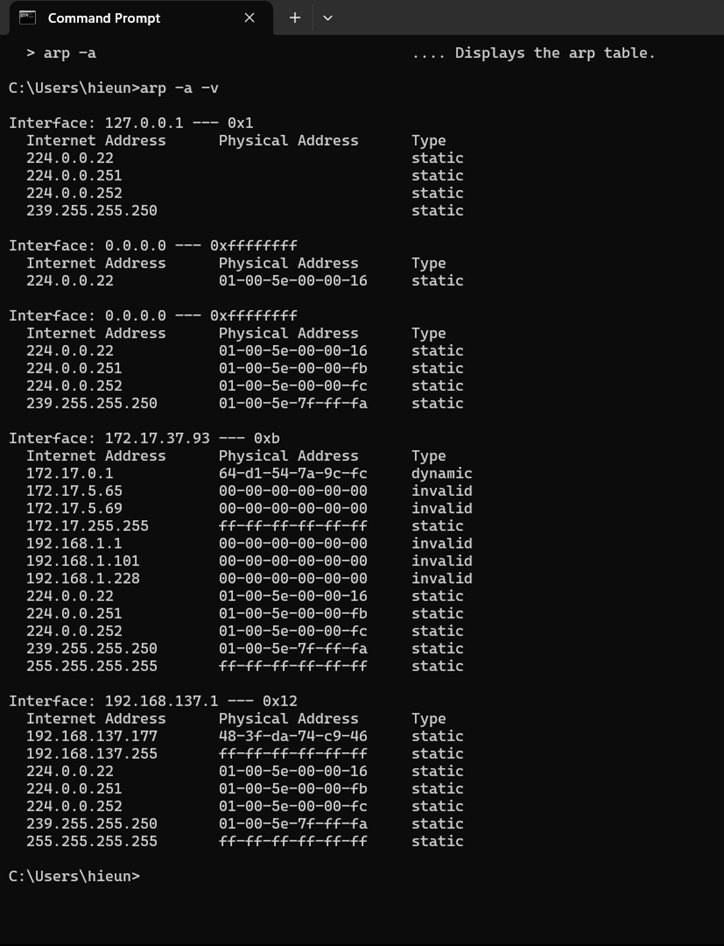 Command Prompt
> arp -a                                    .... Displays the arp table.
C:\Users\hieun>arp -a -v
Interface: 127.0.0.1 --- 0x1
  Internet Address      Physical Address      Type
  224.0.0.22                                  static
  224.0.0.251                                 static
  224.0.0.252                                 static
  239.255.255.250                             static
Interface: 0.0.0.0 --- 0xffffffff
  Internet Address      Physical Address      Type
  224.0.0.22            01-00-5e-00-00-16     static
Interface: 0.0.0.0 --- 0xffffffff
  Internet Address      Physical Address      Type
  224.0.0.22            01-00-5e-00-00-16     static
  224.0.0.251           01-00-5e-00-00-fb     static
  224.0.0.252           01-00-5e-00-00-fc     static
  239.255.255.250       01-00-5e-7f-ff-fa     static
Interface: 172.17.37.93 --- 0xb
  Internet Address      Physical Address      Type
  172.17.0.1            64-d1-54-7a-9c-fc     dynamic
  172.17.5.65           00-00-00-00-00-00     invalid
  172.17.5.69           00-00-00-00-00-00     invalid
  172.17.255.255        ff-ff-ff-ff-ff-ff     static
  192.168.1.1           00-00-00-00-00-00     invalid
  192.168.1.101         00-00-00-00-00-00     invalid
  192.168.1.228         00-00-00-00-00-00     invalid
  224.0.0.22            01-00-5e-00-00-16     static
  224.0.0.251           01-00-5e-00-00-fb     static
  224.0.0.252           01-00-5e-00-00-fc     static
  239.255.255.250       01-00-5e-7f-ff-fa     static
  255.255.255.255       ff-ff-ff-ff-ff-ff     static
Interface: 192.168.137.1 --- 0x12
  Internet Address      Physical Address      Type
  192.168.137.177       48-3f-da-74-c9-46     static
  192.168.137.255       ff-ff-ff-ff-ff-ff     static
  224.0.0.22            01-00-5e-00-00-16     static
  224.0.0.251           01-00-5e-00-00-fb     static
  224.0.0.252           01-00-5e-00-00-fc     static
  239.255.255.250       01-00-5e-7f-ff-fa     static
  255.255.255.255       ff-ff-ff-ff-ff-ff     static
C:\Users\hieun>